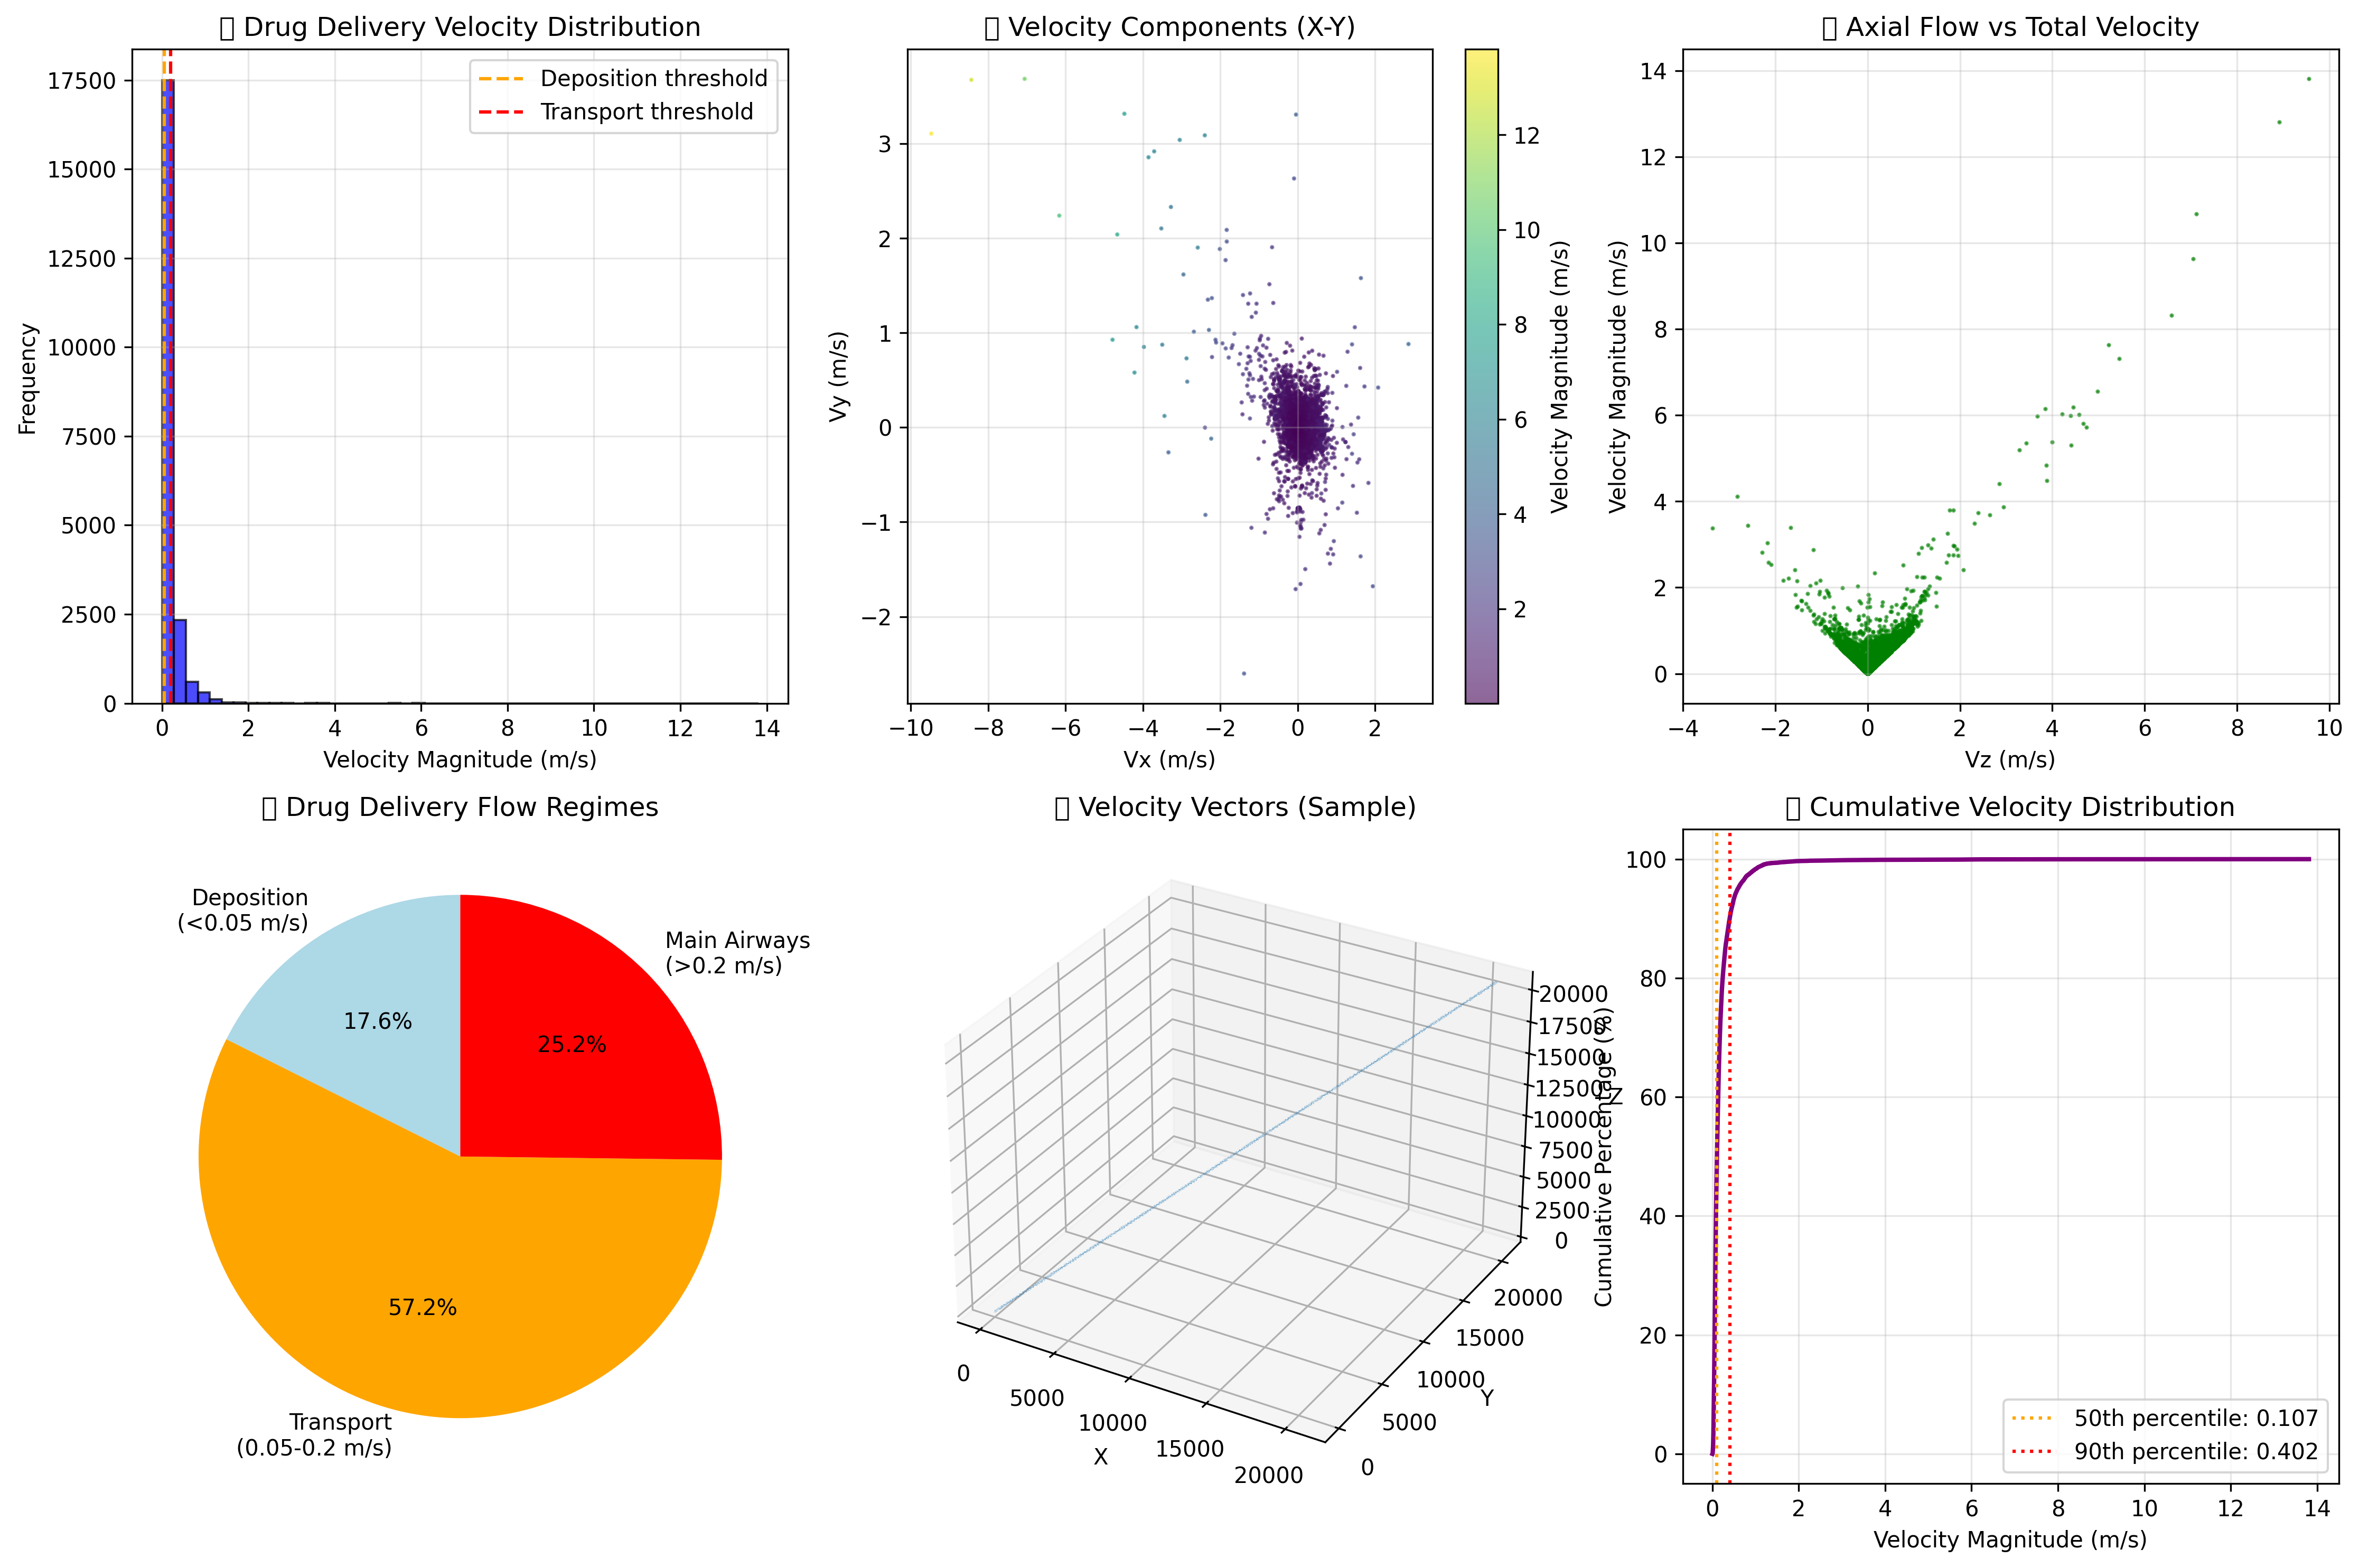 ▯ Drug Delivery Velocity Distribution
Frequency
17500
15000
12500
10000
7500
5000
2500
0
Deposition threshold
Transport threshold
0 2 4 6 8 10 12 14
Velocity Magnitude (m/s)
▯ Velocity Components (X-Y)
Vy (m/s)
3
2
1
0
−1
−2
−10 −8 −6 −4 −2 0 2
Vx (m/s)
12
10
8
6
4
2
Velocity Magnitude (m/s)
▯ Axial Flow vs Total Velocity
Velocity Magnitude (m/s)
14
12
10
8
6
4
2
0
−4 −2 0 2 4 6 8 10
Vz (m/s)
▯ Drug Delivery Flow Regimes
Deposition
(<0.05 m/s)
17.6%
Main Airways
(>0.2 m/s)
25.2%
57.2%
Transport
(0.05-0.2 m/s)
▯ Velocity Vectors (Sample)
20000
17500
15000
12500
10000
7500
5000
2500
0
Z
20000
15000
10000
5000
0
Y
0
5000
10000
15000
20000
X
▯ Cumulative Velocity Distribution
Cumulative Percentage (%)
100
80
60
40
20
0
50th percentile: 0.107
90th percentile: 0.402
0 2 4 6 8 10 12 14
Velocity Magnitude (m/s)